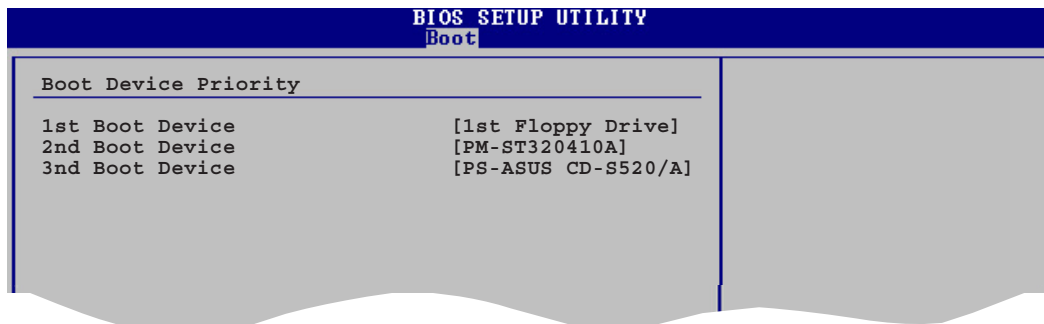 BIOS SETUP UTILITY
Boot
Boot Device Priority
1st Boot Device [1st Floppy Drive]
2nd Boot Device [PM-ST320410A]
3nd Boot Device [PS-ASUS CD-S520/A]